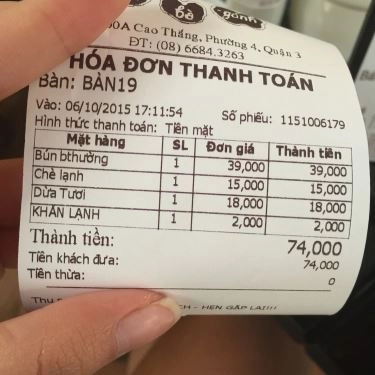 bè gánh
0A Cao Thắng, Phường 4, Quận 3
ĐT: (08) 6684.3263
HÓA ĐƠN THANH TOÁN
Bàn: BÀN19
Vào: 06/10/2015 17:11:54 Số phiếu: 1151006179
Hình thức thanh toán: Tiền mặt
Mặt hàng SL Đơn giá Thành tiền
Bún bthường 1 39,000 39,000
Chè lạnh 1 15,000 15,000
Dừa Tươi 1 18,000 18,000
KHĂN LẠNH 1 2,000 2,000
Thành tiền: 74,000
Tiền khách đưa: 74,000
Tiền thừa: 0
CH - HẸN GẶP LẠI!!!